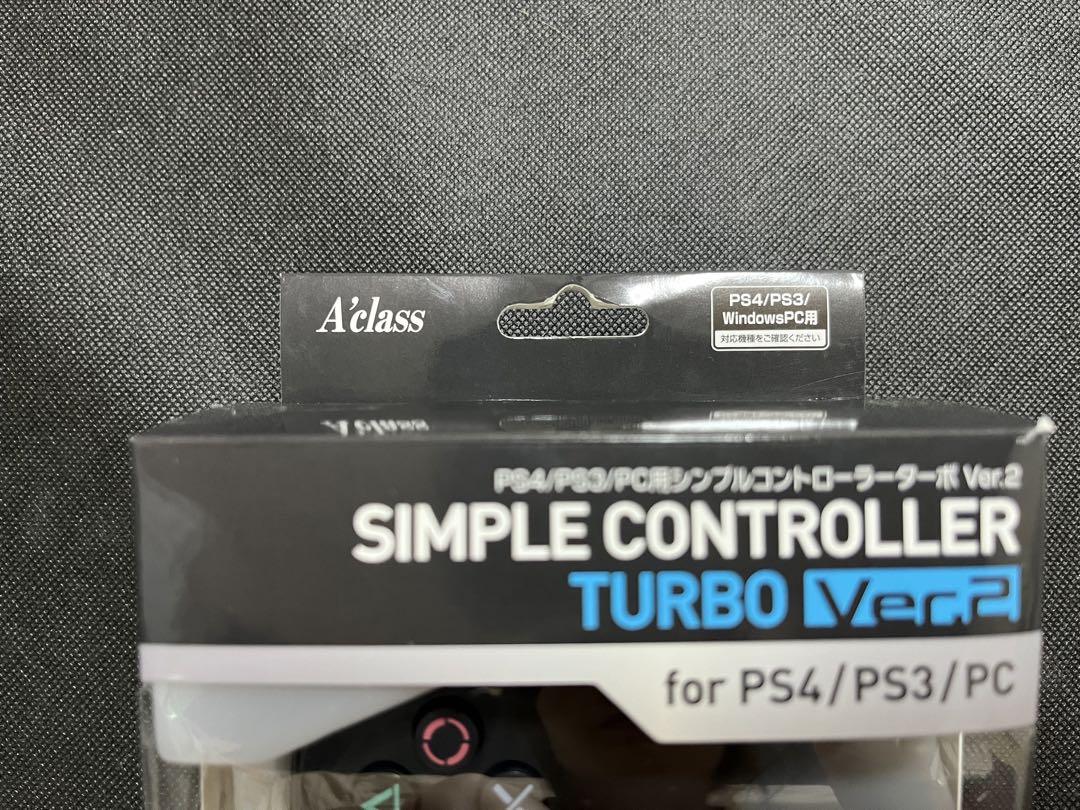 A'class
PS4/PS3/
WindowsPC用
対応機種をご確認ください
PS4/PS3/PC用シンプルコントローラーターボ Ver.2
SIMPLE CONTROLLER
TURBO Ver.2
for PS4/PS3/PC